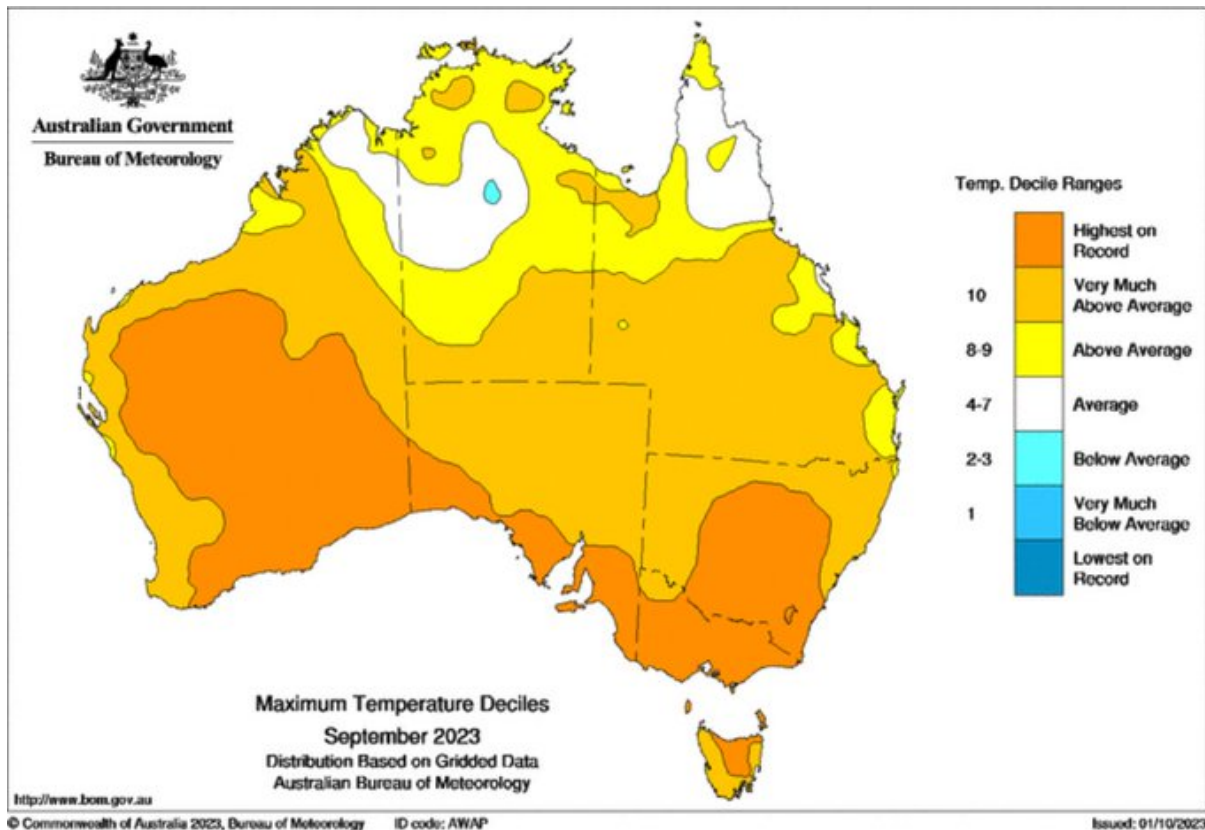 Australian Government
Bureau of Meteorology
Temp. Decile Ranges
Highest on
Record
10
Very Much
Above Average
8-9
Above Average
4-7
Average
2-3
Below Average
1
Very Much
Below Average
Lowest on
Record
Maximum Temperature Deciles
September 2023
Distribution Based on Gridded Data
Australian Bureau of Meteorology
http://www.bom.gov.au
© Commonwealth of Australia 2023, Bureau of Meteorology ID code: AWAP Issued: 01/10/2023